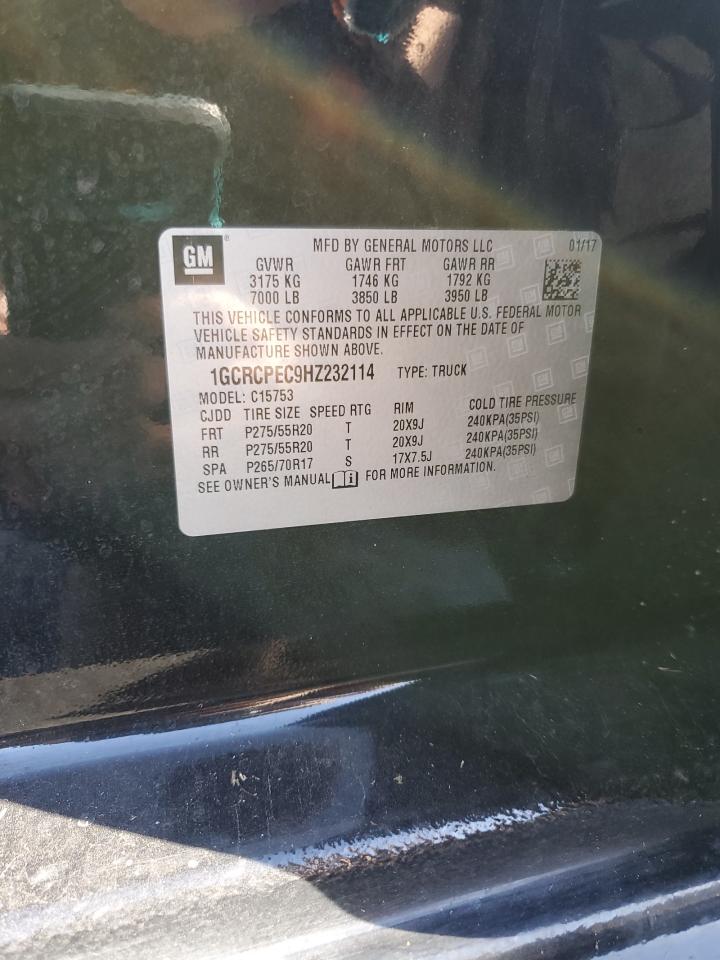 GM® MFD BY GENERAL MOTORS LLC 01/17
GVWR GAWR FRT GAWR RR
3175 KG 1746 KG 1792 KG
7000 LB 3850 LB 3950 LB
THIS VEHICLE CONFORMS TO ALL APPLICABLE U.S. FEDERAL MOTOR
VEHICLE SAFETY STANDARDS IN EFFECT ON THE DATE OF
MANUFACTURE SHOWN ABOVE.
1GCRCPEC9HZ232114 TYPE: TRUCK
MODEL: C15753
CJDD TIRE SIZE SPEED RTG RIM COLD TIRE PRESSURE
FRT P275/55R20 T 20X9J 240KPA(35PSI)
RR P275/55R20 T 20X9J 240KPA(35PSI)
SPA P265/70R17 S 17X7.5J 240KPA(35PSI)
SEE OWNER'S MANUAL i FOR MORE INFORMATION.